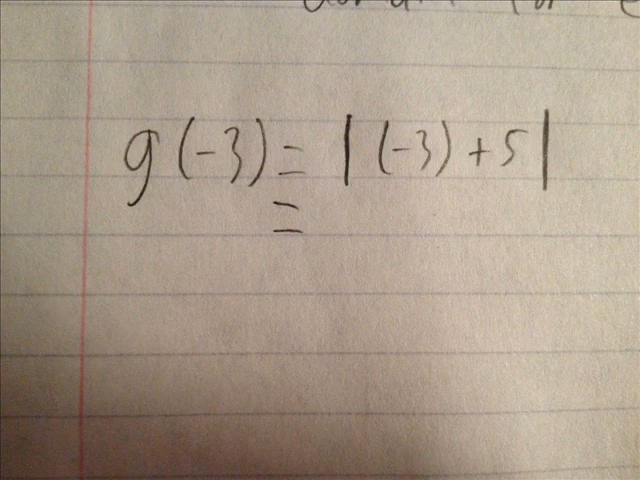 g(-3) = |(-3)+5|
=